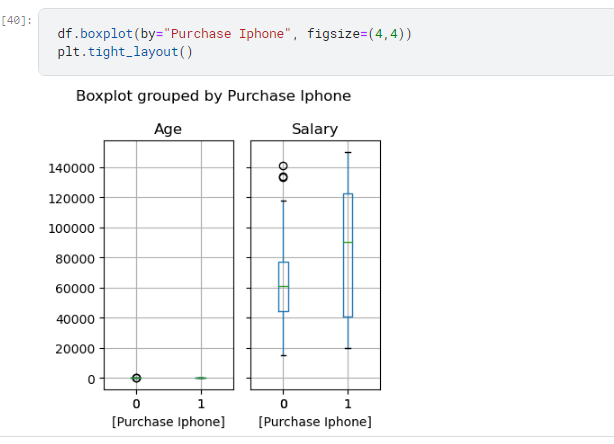 [40]:
df.boxplot(by="Purchase Iphone", figsize=(4,4))
plt.tight_layout()
Boxplot grouped by Purchase Iphone
Age Salary
140000
120000
100000
80000
60000
40000
20000
0
0 1 0 1
[Purchase Iphone] [Purchase Iphone]